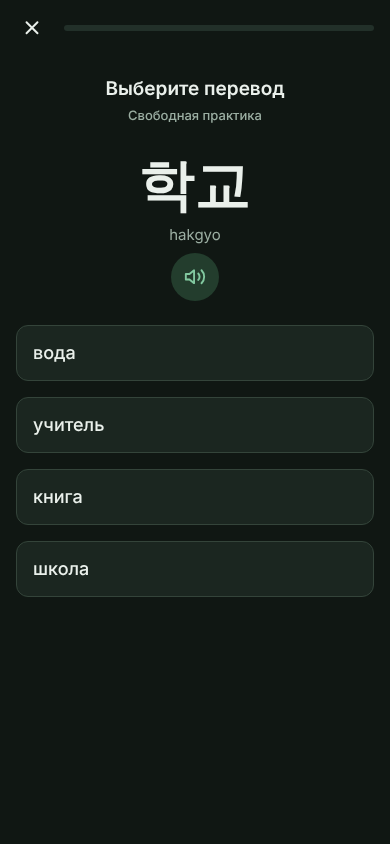 Выберите перевод
Свободная практика
학교
hakgyo
вода
учитель
книга
школа